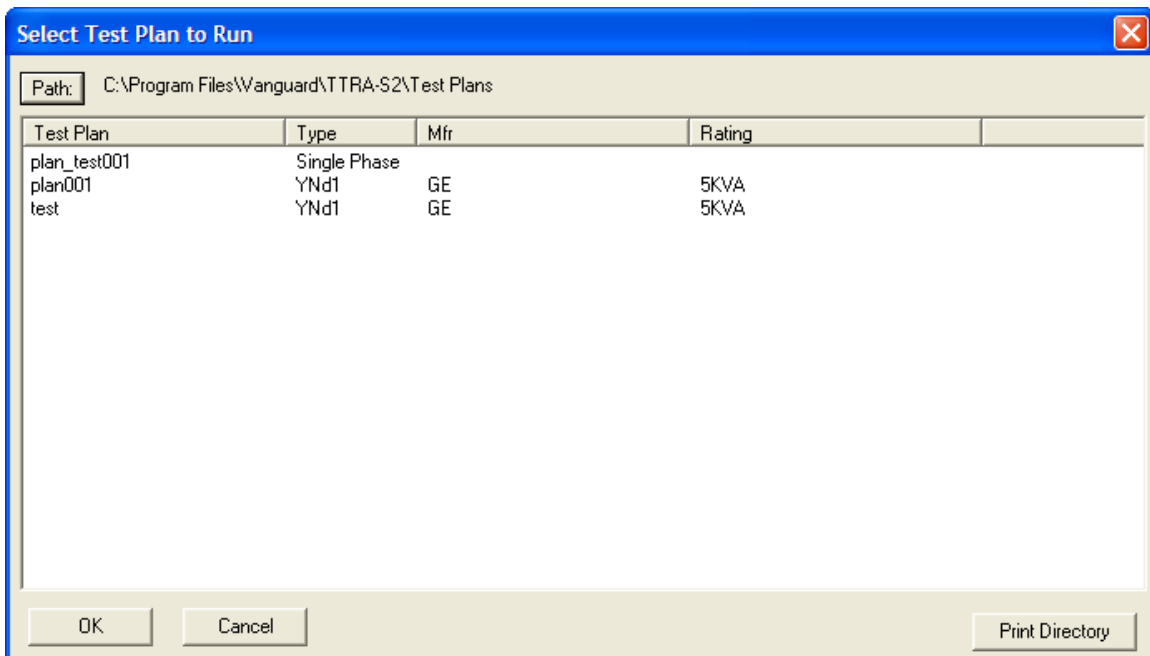 Select Test Plan to Run
Path: C:\Program Files\Vanguard\TTRA-S2\Test Plans
Test Plan Type Mfr Rating
plan_test001 Single Phase
plan001 YNd1 GE 5KVA
test YNd1 GE 5KVA
OK Cancel Print Directory